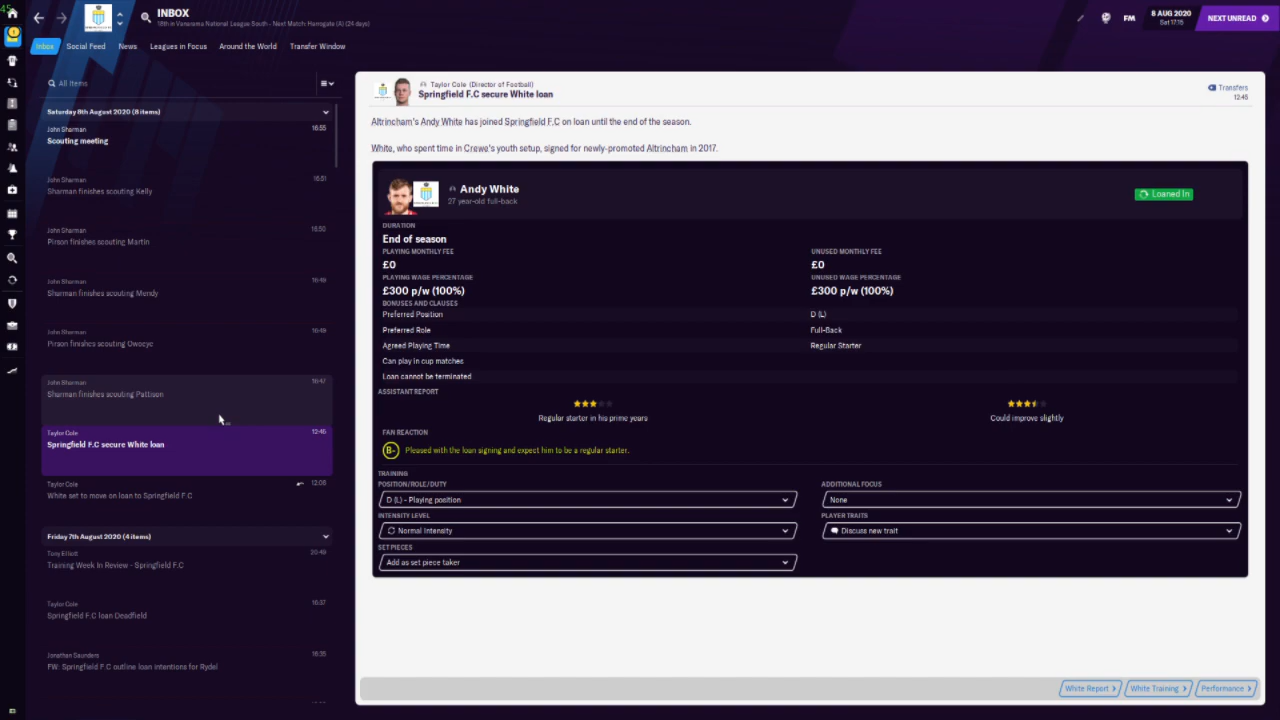 45
INBOX
18th in Vanarama National League South - Next Match: Harrogate (A) (24 days)
FM
8 AUG 2020
Sat 17:15
NEXT UNREAD
Inbox
Social Feed
News
Leagues in Focus
Around the World
Transfer Window
All Items
Saturday 8th August 2020 (8 items)
John Sharman
16:55
Scouting meeting
John Sharman
16:51
Sharman finishes scouting Kelly
John Sharman
16:50
Pirson finishes scouting Martin
John Sharman
16:49
Sharman finishes scouting Mendy
John Sharman
16:49
Pirson finishes scouting Owoeye
John Sharman
16:47
Sharman finishes scouting Pattison
Taylor Cole
12:45
Springfield F.C secure White loan
Taylor Cole
12:08
White set to move on loan to Springfield F.C
Friday 7th August 2020 (4 items)
Tony Elliott
20:49
Training Week In Review - Springfield F.C
Taylor Cole
16:37
Springfield F.C loan Deadfield
Jonathan Saunders
16:35
FW: Springfield F.C outline loan intentions for Rydel
Taylor Cole (Director of Football)
Springfield F.C secure White loan
Transfers
12:45
Altrincham's Andy White has joined Springfield F.C on loan until the end of the season.
White, who spent time in Crewe's youth setup, signed for newly-promoted Altrincham in 2017.
Andy White
27 year-old full-back
Loaned In
DURATION
End of season
PLAYING MONTHLY FEE
UNUSED MONTHLY FEE
£0
£0
PLAYING WAGE PERCENTAGE
UNUSED WAGE PERCENTAGE
£300 p/w (100%)
£300 p/w (100%)
BONUSES AND CLAUSES
Preferred Position
D (L)
Preferred Role
Full-Back
Agreed Playing Time
Regular Starter
Can play in cup matches
Loan cannot be terminated
ASSISTANT REPORT
Regular starter in his prime years
Could improve slightly
FAN REACTION
B-
Pleased with the loan signing and expect him to be a regular starter.
TRAINING
POSITION/ROLE/DUTY
ADDITIONAL FOCUS
D (L) - Playing position
None
INTENSITY LEVEL
PLAYER TRAITS
Normal Intensity
Discuss new trait
SET PIECES
Add as set piece taker
White Report
White Training
Performance